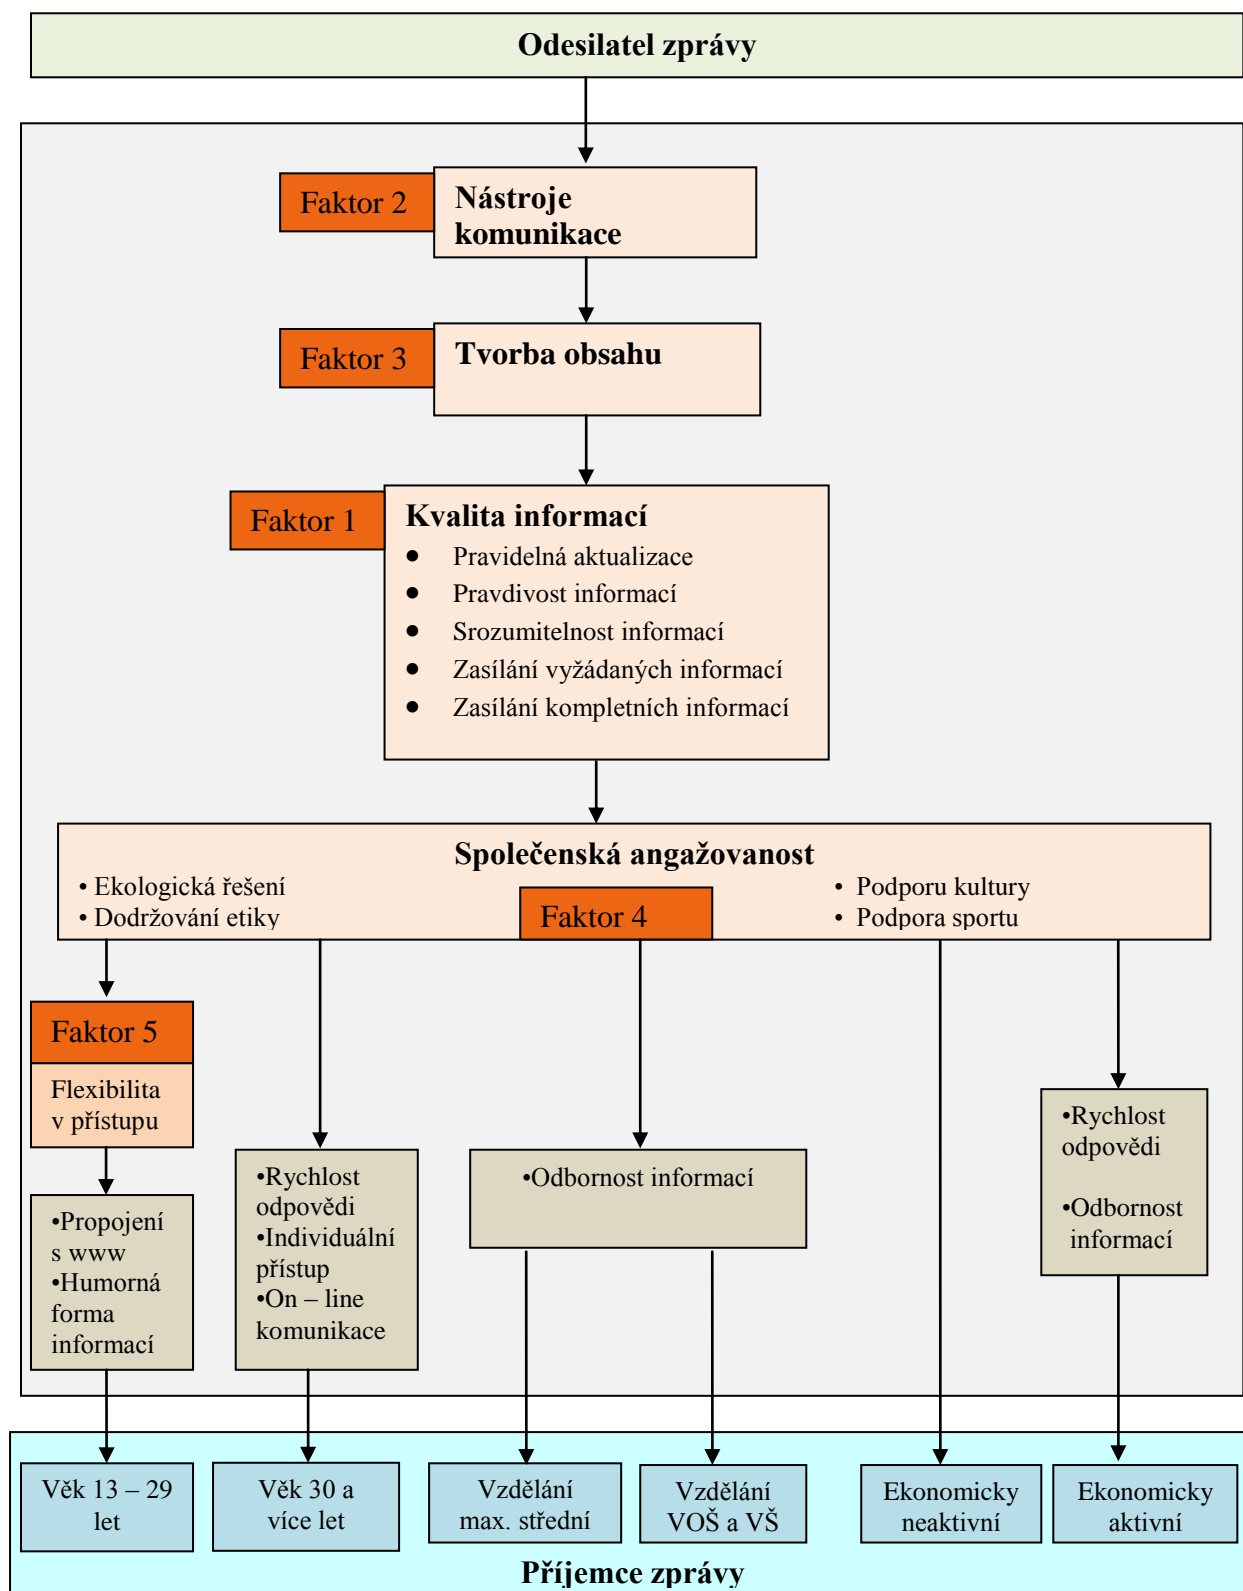 Odesilatel zprávy
Faktor 2
Nástroje
komunikace
Faktor 3
Tvorba obsahu
Faktor 1
Kvalita informací
● Pravidelná aktualizace
● Pravdivost informací
● Srozumitelnost informací
● Zasílání vyžádaných informací
● Zasílání kompletních informací
Společenská angažovanost
• Ekologická řešení
• Dodržování etiky
Faktor 4
• Podporu kultury
• Podpora sportu
Faktor 5
Flexibilita
v přístupu
•Propojení
s www
•Humorná
forma
informací
•Rychlost
odpovědi
•Individuální
přístup
•On – line
komunikace
•Odbornost informací
•Rychlost
odpovědi
•Odbornost
informací
Věk 13 – 29
let
Věk 30 a
více let
Vzdělání
max. střední
Vzdělání
VOŠ a VŠ
Ekonomicky
neaktivní
Ekonomicky
aktivní
Příjemce zprávy